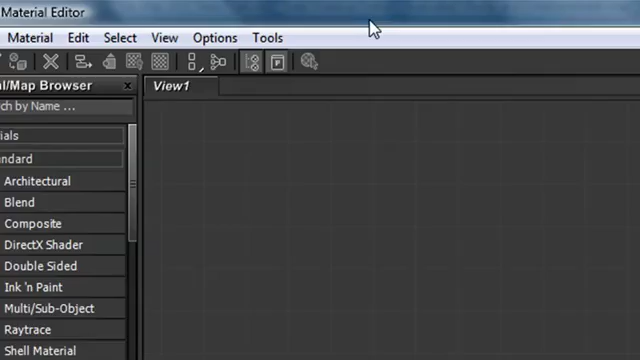 Material Editor
Material Edit Select View Options Tools
l/Map Browser x
ch by Name ...
View1
ials
ndard
Architectural
Blend
Composite
DirectX Shader
Double Sided
Ink 'n Paint
Multi/Sub-Object
Raytrace
Shell Material